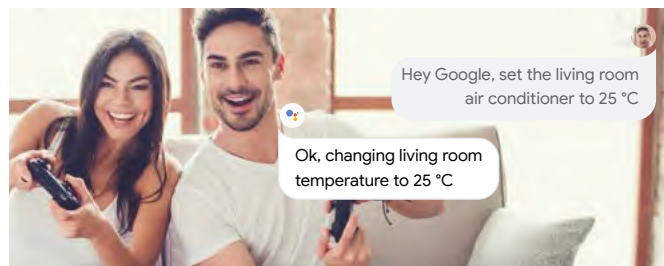 Hey Google, set the living room
air conditioner to 25 °C
Ok, changing living room
temperature to 25 °C